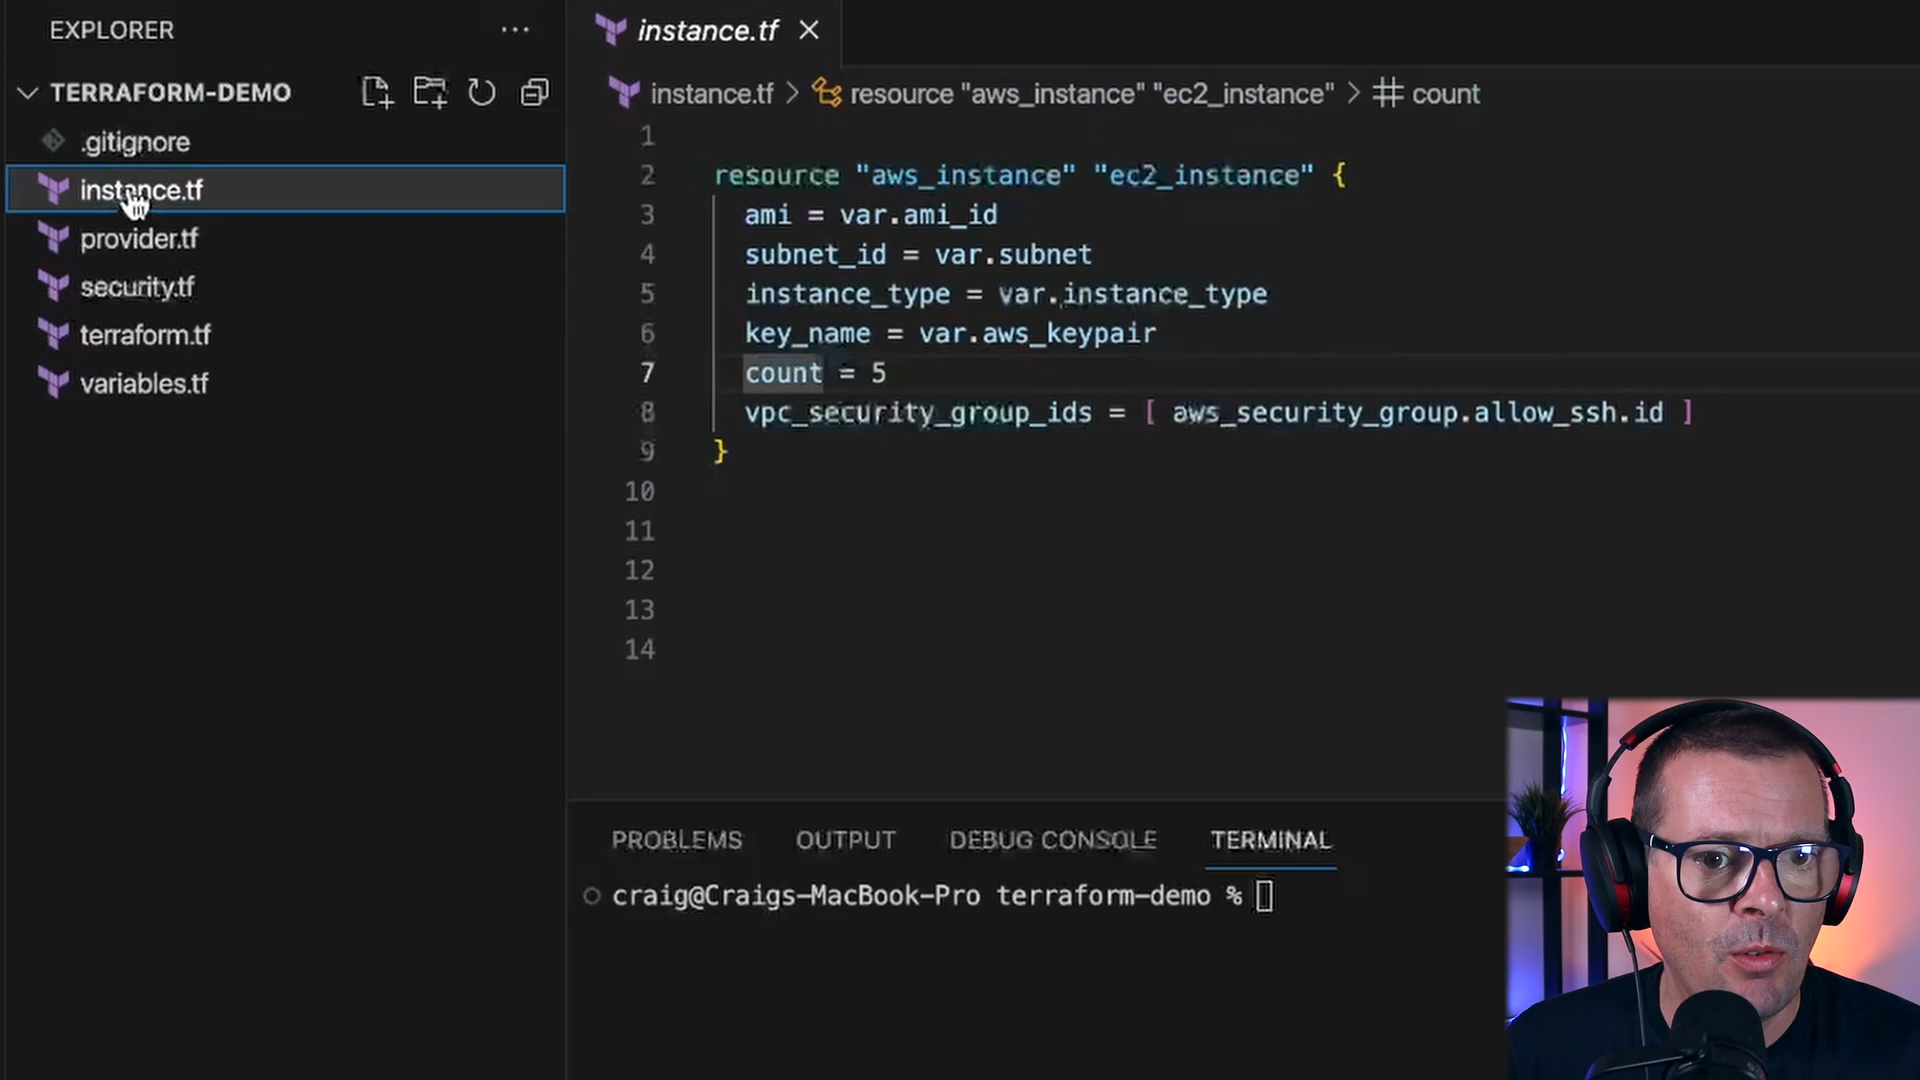 EXPLORER ...
TERRAFORM-DEMO
.gitignore
instance.tf
provider.tf
security.tf
terraform.tf
variables.tf
instance.tf
instance.tf > resource "aws_instance" "ec2_instance" > # count
1
2 resource "aws_instance" "ec2_instance" {
3 ami = var.ami_id
4 subnet_id = var.subnet
5 instance_type = var.instance_type
6 key_name = var.aws_keypair
7 count = 5
8 vpc_security_group_ids = [ aws_security_group.allow_ssh.id ]
9 }
10
11
12
13
14
PROBLEMS OUTPUT DEBUG CONSOLE TERMINAL
craig@Craigs-MacBook-Pro terraform-demo %